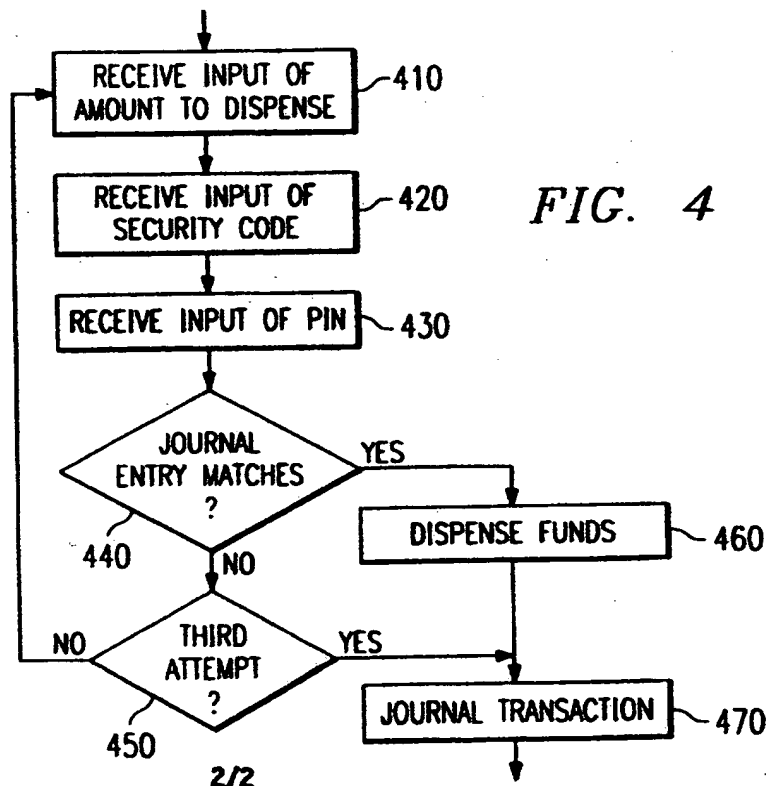 RECEIVE INPUT OF
AMOUNT TO DISPENSE
410
RECEIVE INPUT OF
SECURITY CODE
420
FIG. 4
RECEIVE INPUT OF PIN
430
JOURNAL
ENTRY MATCHES
?
YES
440
NO
DISPENSE FUNDS
460
NO
THIRD
ATTEMPT
?
YES
450
JOURNAL TRANSACTION
470
2/2